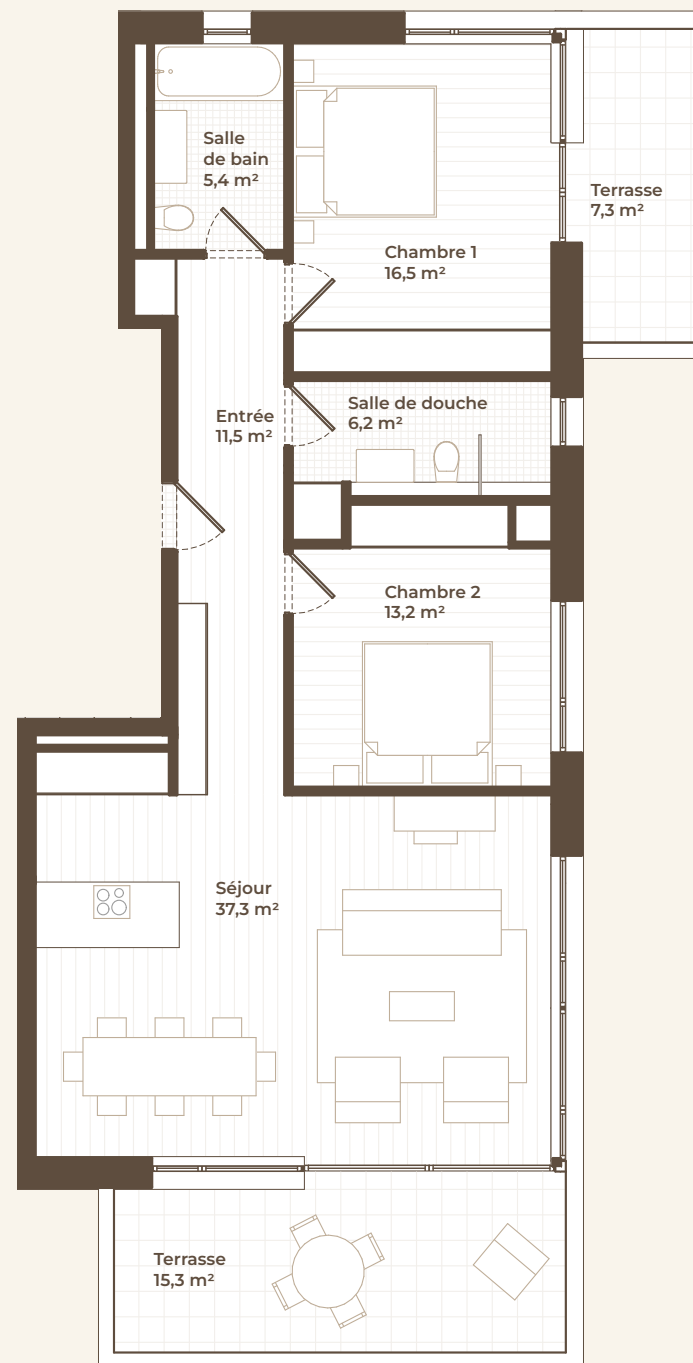 Salle
de bain
5,4 m²
Terrasse
7,3 m²
Chambre 1
16,5 m²
Salle de douche
6,2 m²
Entrée
11,5 m²
Chambre 2
13,2 m²
Séjour
37,3 m²
Terrasse
15,3 m²